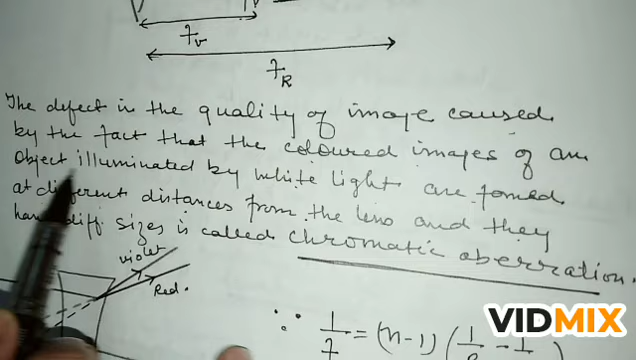 f_V
f_R
The defect in the quality of image caused
by the fact that the coloured images of an
object illuminated by white light are formed
at different distances from the lens and they
have diff sizes is called chromatic aberration.
violet
Red.
∵ 1/f = (n-1) (1/ - 1
VIDMIX